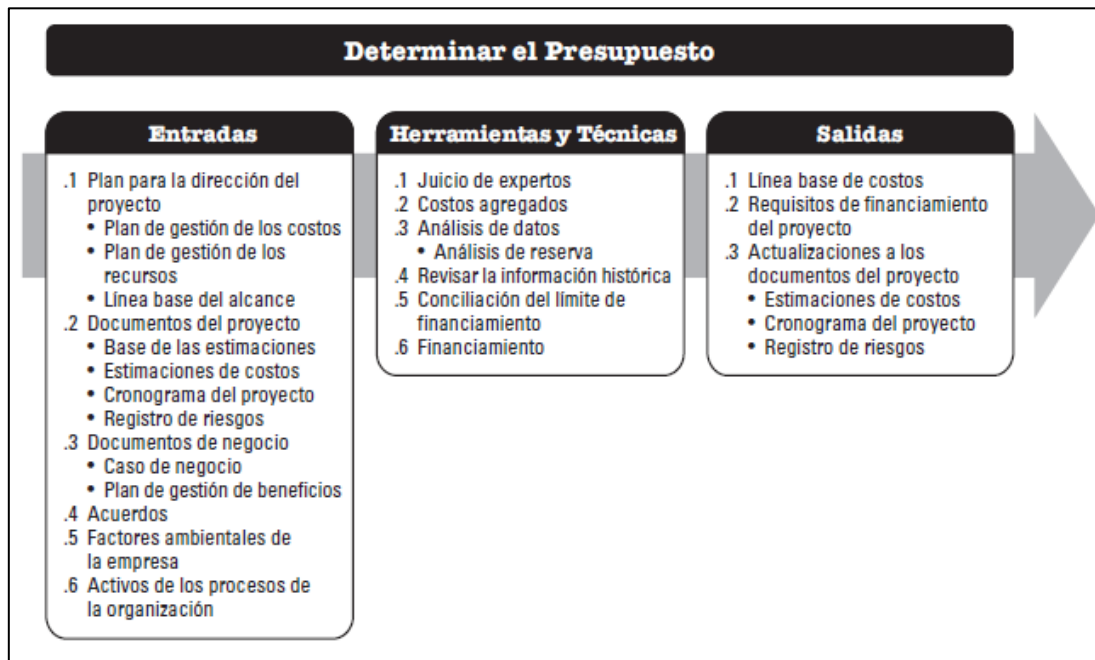 Determinar el Presupuesto
Entradas
.1 Plan para la dirección del
proyecto
• Plan de gestión de los costos
• Plan de gestión de los
recursos
• Línea base del alcance
.2 Documentos del proyecto
• Base de las estimaciones
• Estimaciones de costos
• Cronograma del proyecto
• Registro de riesgos
.3 Documentos de negocio
• Caso de negocio
• Plan de gestión de beneficios
.4 Acuerdos
.5 Factores ambientales de
la empresa
.6 Activos de los procesos de
la organización
Herramientas y Técnicas
.1 Juicio de expertos
.2 Costos agregados
.3 Análisis de datos
• Análisis de reserva
.4 Revisar la información histórica
.5 Conciliación del límite de
financiamiento
.6 Financiamiento
Salidas
.1 Línea base de costos
.2 Requisitos de financiamiento
del proyecto
.3 Actualizaciones a los
documentos del proyecto
• Estimaciones de costos
• Cronograma del proyecto
• Registro de riesgos